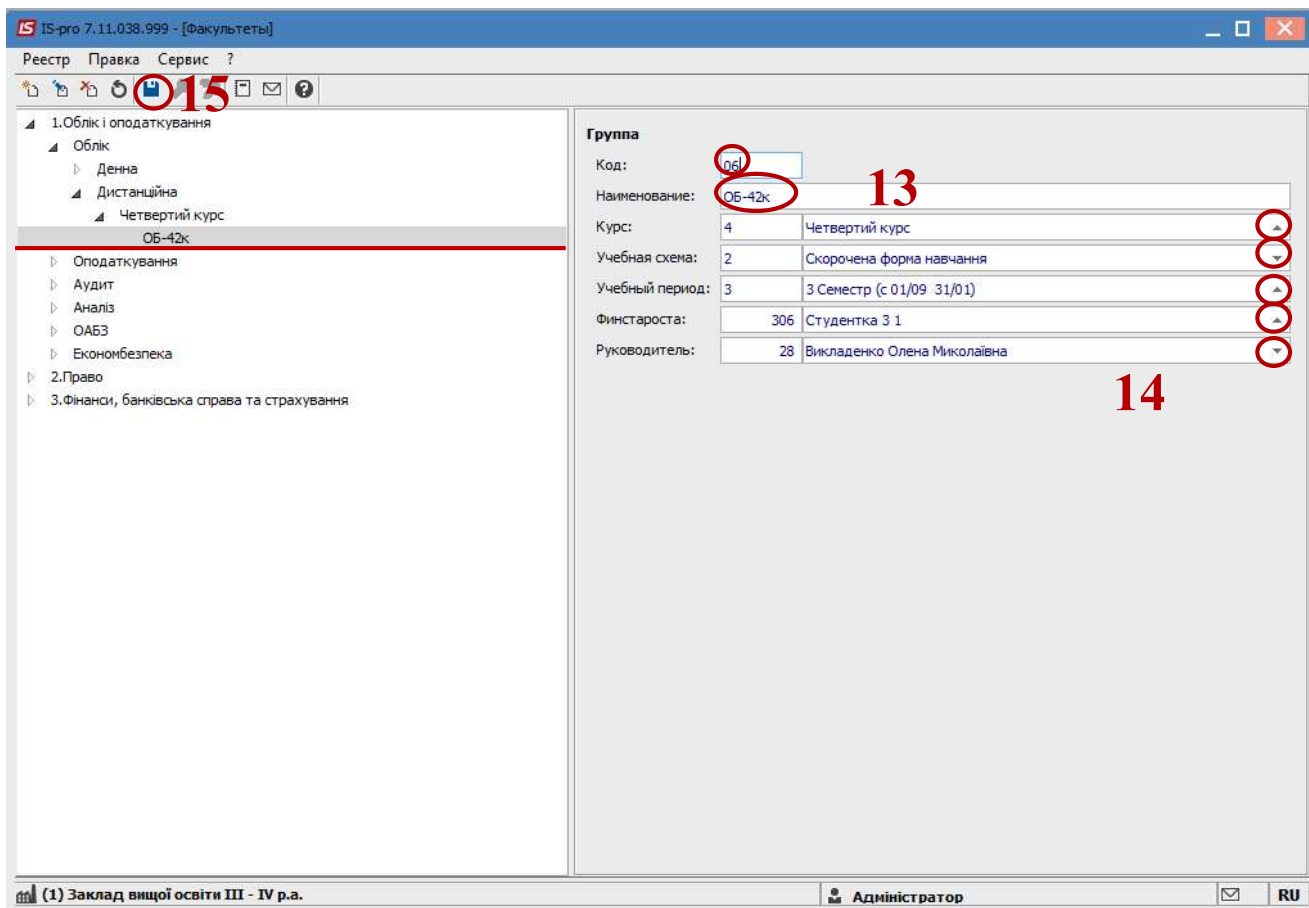 IS-pro 7.11.038.999 - [Факультеты]
Реестр Правка Сервис ?
15
1.Облік і оподаткування
Облік
Денна
Дистанційна
Четвертий курс
ОБ-42к
Оподаткування
Аудит
Аналіз
ОАБЗ
Економбезпека
2.Право
3.Фінанси, банківська справа та страхування
Группа
Код: 06
Наименование: ОБ-42к
13
Курс: 4 Четвертий курс
Учебная схема: 2 Скорочена форма навчання
Учебный период: 3 3 Семестр (с 01/09 31/01)
Финстароста: 306 Студентка 3 1
Руководитель: 28 Викладенко Олена Миколаївна
14
(1) Заклад вищої освіти III - IV р.а. Адміністратор RU